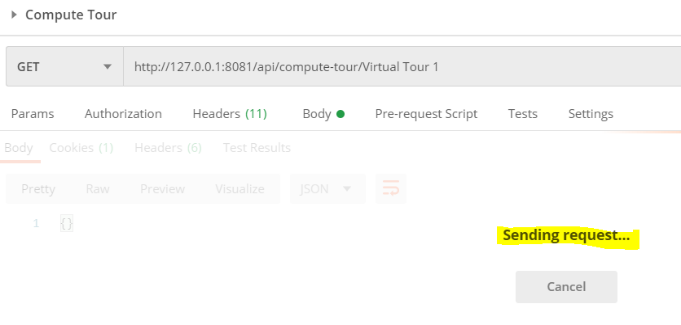 Compute Tour
GET http://127.0.0.1:8081/api/compute-tour/Virtual Tour 1
Params Authorization Headers (11) Body Pre-request Script Tests Settings
Body Cookies (1) Headers (6) Test Results
Pretty Raw Preview Visualize JSON
1 {}
Sending request...
Cancel